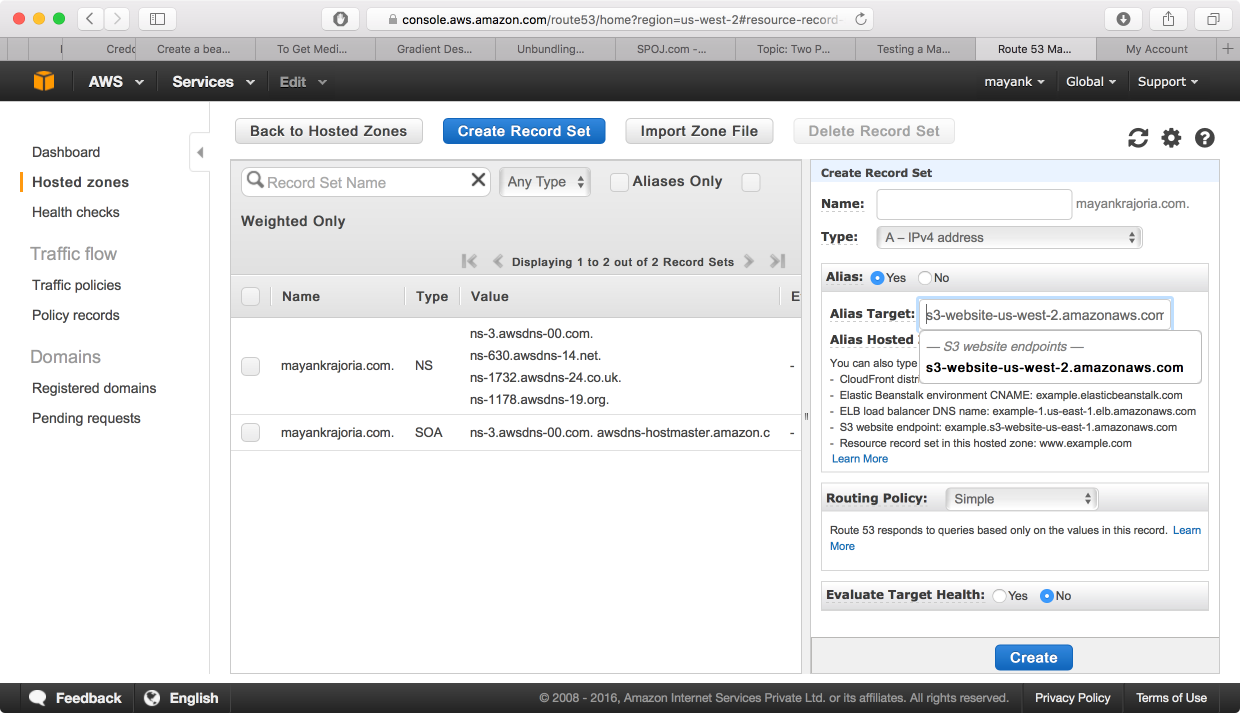 console.aws.amazon.com/route53/home?region=us-west-2#resource-record-
Credc
Create a bea...
To Get Medi...
Gradient Des...
Unbundling...
SPOJ.com -...
Topic: Two P...
Testing a Ma...
Route 53 Ma...
My Account
AWS
Services
Edit
mayank
Global
Support
Dashboard
Hosted zones
Health checks
Traffic flow
Traffic policies
Policy records
Domains
Registered domains
Pending requests
Back to Hosted Zones
Create Record Set
Import Zone File
Delete Record Set
Record Set Name
Any Type
Aliases Only
Weighted Only
Displaying 1 to 2 out of 2 Record Sets
Name Type Value E
mayankrajoria.com. NS
ns-3.awsdns-00.com.
ns-630.awsdns-14.net.
ns-1732.awsdns-24.co.uk.
ns-1178.awsdns-19.org.
-
mayankrajoria.com. SOA ns-3.awsdns-00.com. awsdns-hostmaster.amazon.c -
Create Record Set
Name: mayankrajoria.com.
Type: A – IPv4 address
Alias: Yes No
Alias Target: s3-website-us-west-2.amazonaws.com
Alias Hosted
— S3 website endpoints —
s3-website-us-west-2.amazonaws.com
You can also type
- CloudFront distr
- Elastic Beanstalk environment CNAME: example.elasticbeanstalk.com
- ELB load balancer DNS name: example-1.us-east-1.elb.amazonaws.com
- S3 website endpoint: example.s3-website-us-east-1.amazonaws.com
- Resource record set in this hosted zone: www.example.com
Learn More
Routing Policy: Simple
Route 53 responds to queries based only on the values in this record. Learn
More
Evaluate Target Health: Yes No
Create
Feedback
English
© 2008 - 2016, Amazon Internet Services Private Ltd. or its affiliates. All rights reserved.
Privacy Policy
Terms of Use